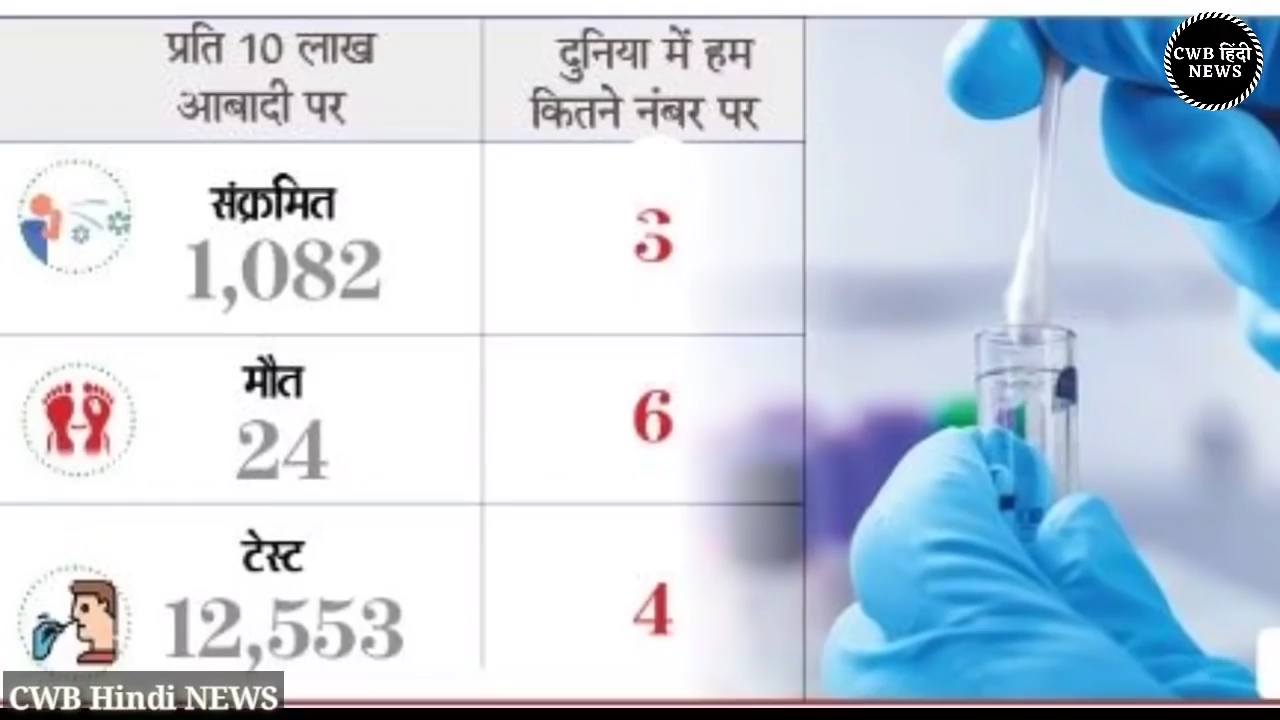 प्रति 10 लाख
आबादी पर
दुनिया में हम
कितने नंबर पर
CWB हिंदी
NEWS
संक्रमित
1,082
3
मौत
24
6
टेस्ट
12,553
4
CWB Hindi NEWS